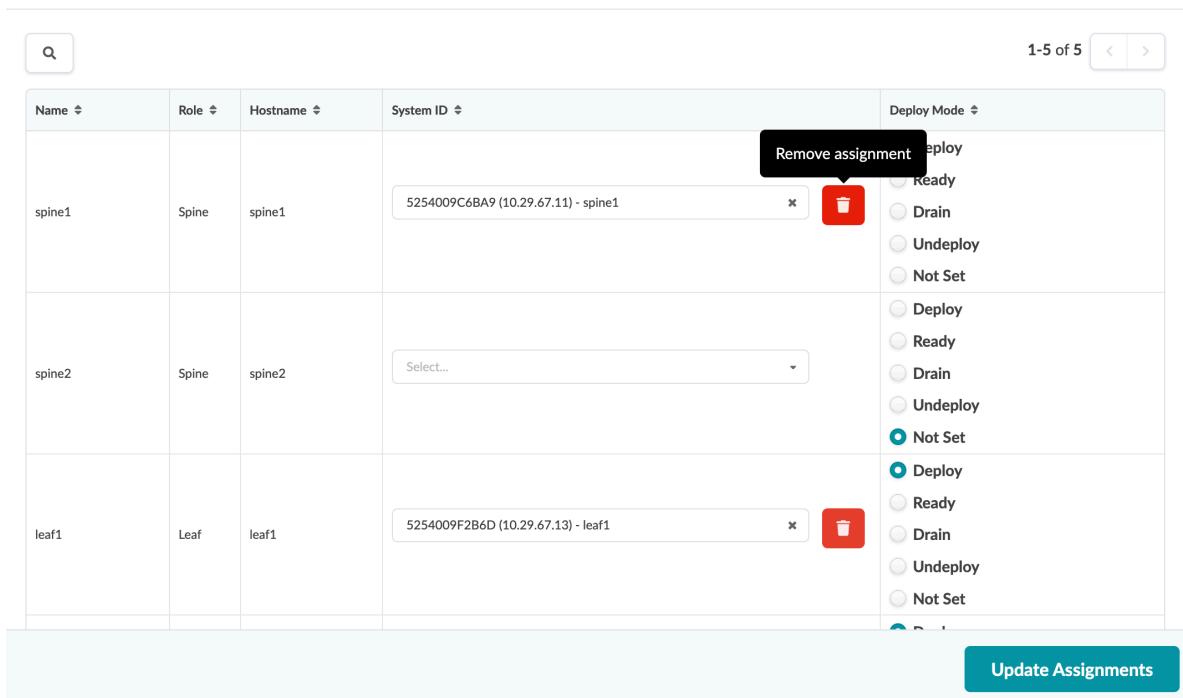 1-5 of 5
Name Role Hostname System ID Deploy Mode
Remove assignment
eploy
Ready
spine1 Spine spine1 5254009C6BA9 (10.29.67.11) - spine1
Drain
Undeploy
Not Set
Deploy
Ready
spine2 Spine spine2 Select...
Drain
Undeploy
Not Set
Deploy
Ready
leaf1 Leaf leaf1 5254009F2B6D (10.29.67.13) - leaf1
Drain
Undeploy
Not Set
Update Assignments